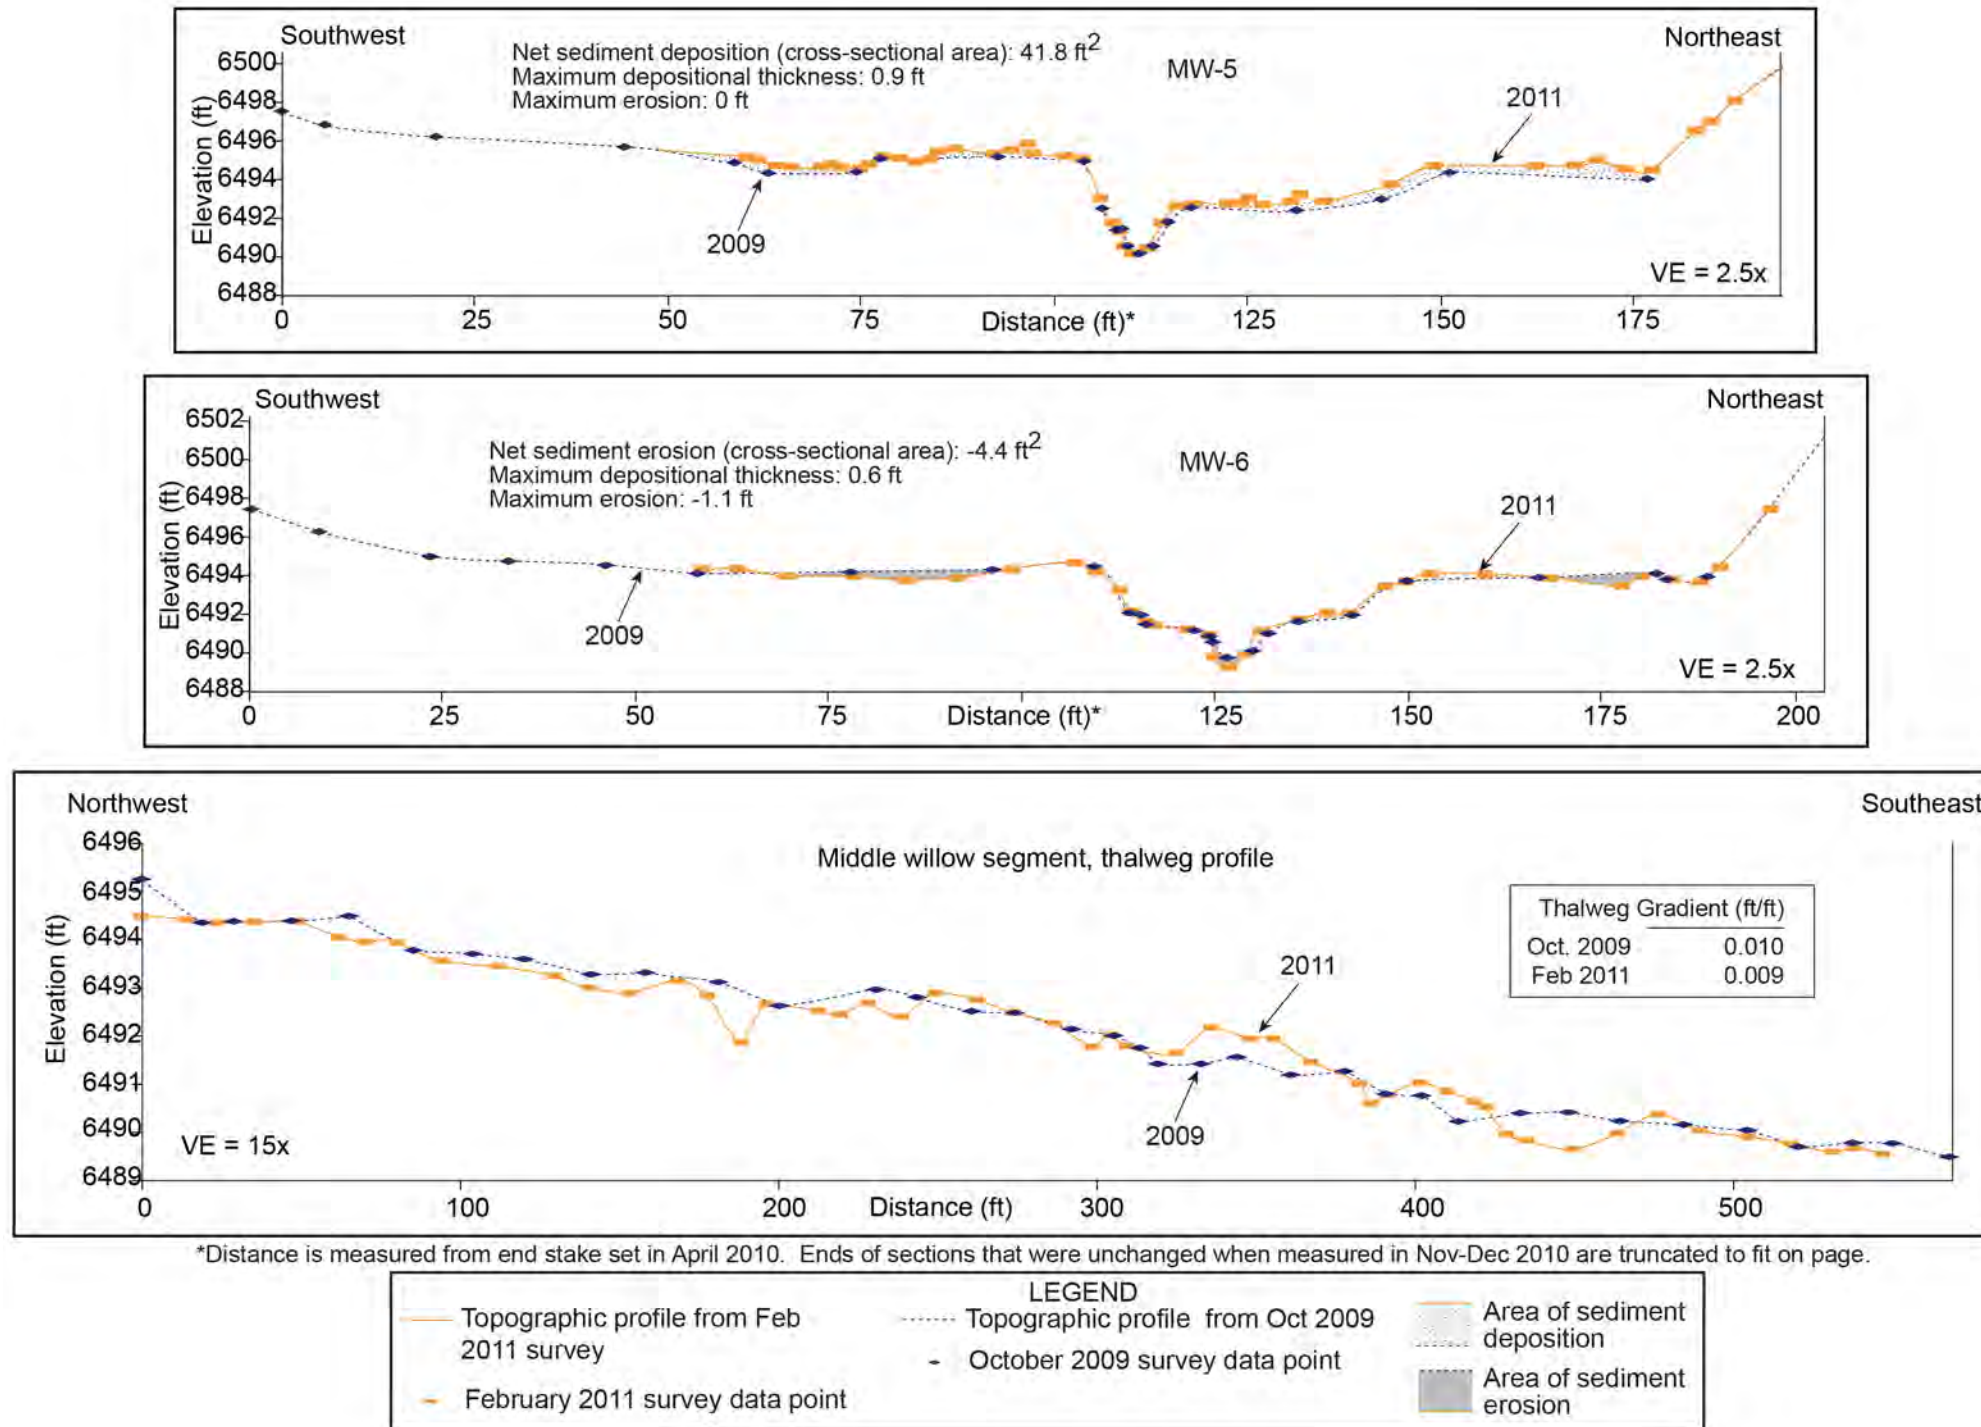 Southwest
Northeast
Net sediment deposition (cross-sectional area): 41.8 ft2
Maximum depositional thickness: 0.9 ft
Maximum erosion: 0 ft
MW-5
2011
2009
Elevation (ft)
6500
6498
6496
6494
6492
6490
6488
VE = 2.5x
0 25 50 75 Distance (ft)* 125 150 175
Southwest
Northeast
Net sediment erosion (cross-sectional area): -4.4 ft2
Maximum depositional thickness: 0.6 ft
Maximum erosion: -1.1 ft
MW-6
2011
2009
Elevation (ft)
6502
6500
6498
6496
6494
6492
6490
6488
VE = 2.5x
0 25 50 75 Distance (ft)* 125 150 175 200
Northwest
Southeast
Middle willow segment, thalweg profile
Elevation (ft)
6496
6495
6494
6493
6492
6491
6490
6489
Thalweg Gradient (ft/ft)
Oct. 2009 0.010
Feb 2011 0.009
2011
2009
VE = 15x
0 100 200 Distance (ft) 300 400 500
*Distance is measured from end stake set in April 2010. Ends of sections that were unchanged when measured in Nov-Dec 2010 are truncated to fit on page.
LEGEND
Topographic profile from Feb
2011 survey
February 2011 survey data point
Topographic profile from Oct 2009
October 2009 survey data point
Area of sediment
deposition
Area of sediment
erosion